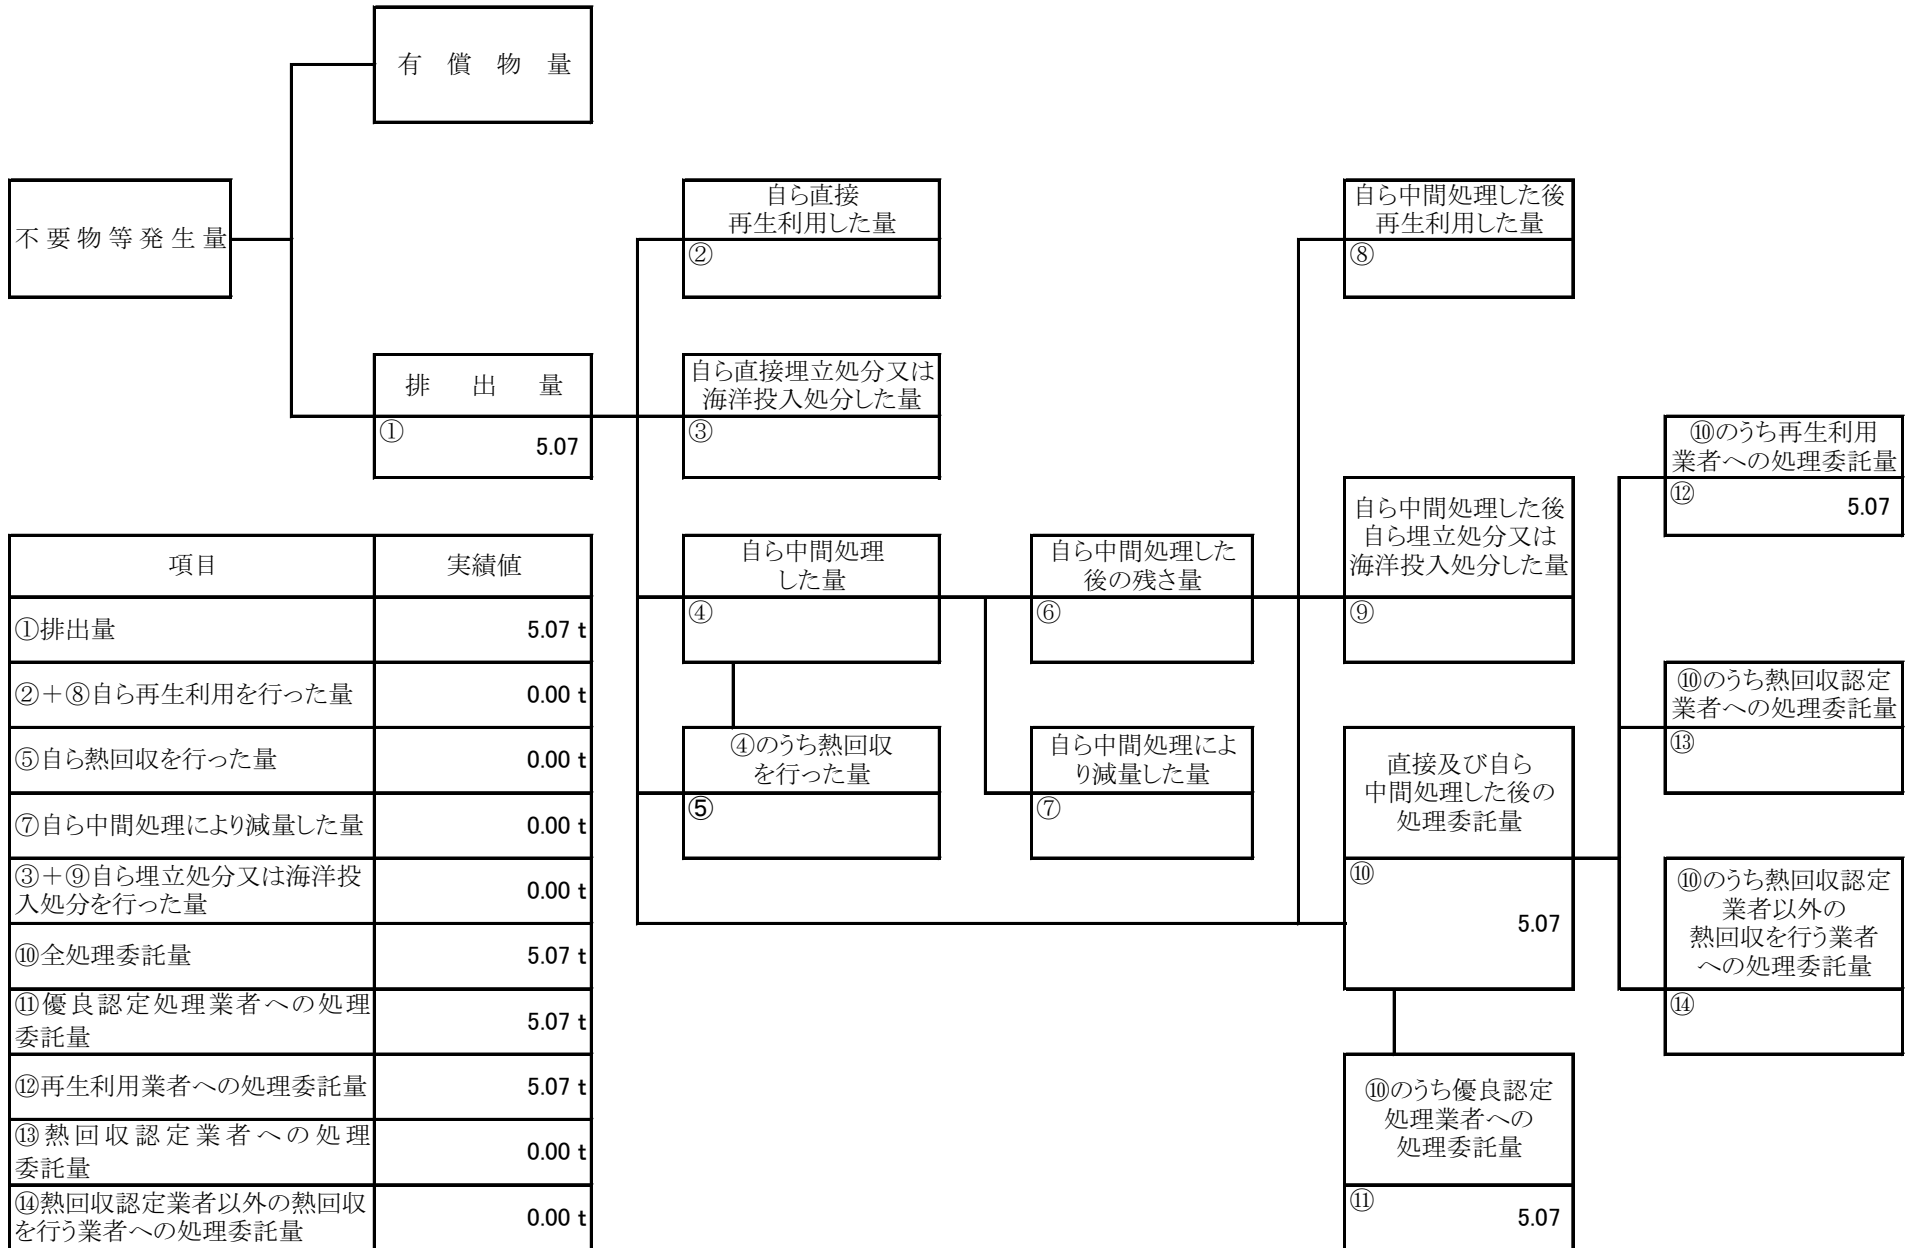 有償物量
不要物等発生量
自ら直接
再生利用した量
②
自ら中間処理した後
再生利用した量
⑧
排出量
① 5.07
自ら直接埋立処分又は
海洋投入処分した量
③
⑩のうち再生利用
業者への処理委託量
⑫ 5.07
自ら中間処理
した量
④
自ら中間処理した
後の残さ量
⑥
自ら中間処理した後
自ら埋立処分又は
海洋投入処分した量
⑨
⑩のうち熱回収認定
業者への処理委託量
⑬
④のうち熱回収
を行った量
⑤
自ら中間処理によ
り減量した量
⑦
直接及び自ら
中間処理した後の
処理委託量
⑩
5.07
⑩のうち熱回収認定
業者以外の
熱回収を行う業者
への処理委託量
⑭
⑩のうち優良認定
処理業者への
処理委託量
⑪ 5.07
項目 実績値
①排出量 5.07 t
②＋⑧自ら再生利用を行った量 0.00 t
⑤自ら熱回収を行った量 0.00 t
⑦自ら中間処理により減量した量 0.00 t
③＋⑨自ら埋立処分又は海洋投
入処分を行った量 0.00 t
⑩全処理委託量 5.07 t
⑪優良認定処理業者への処理
委託量 5.07 t
⑫再生利用業者への処理委託量 5.07 t
⑬熱回収認定業者への処理
委託量 0.00 t
⑭熱回収認定業者以外の熱回収
を行う業者への処理委託量 0.00 t